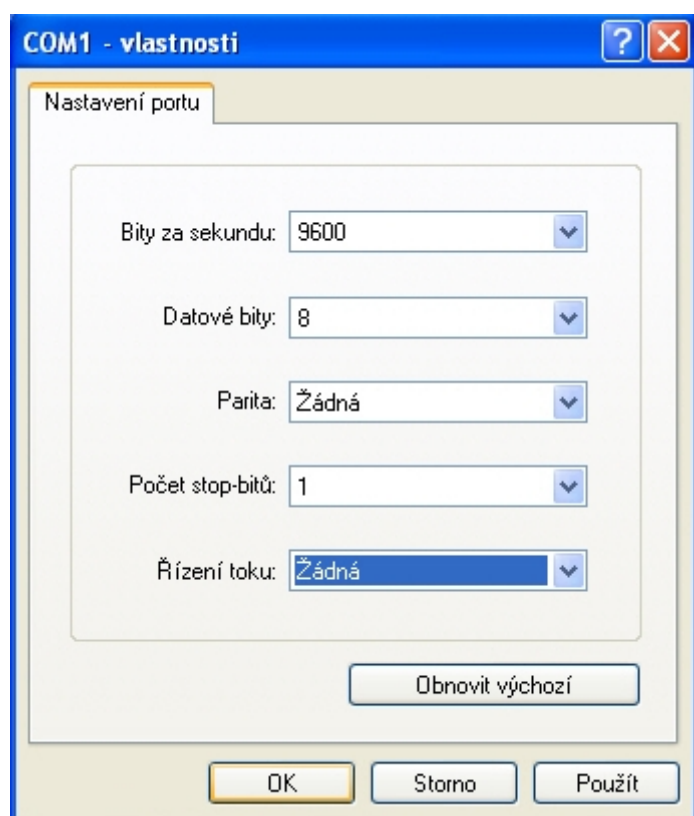 COM1 - vlastnosti
Nastavení portu
Bity za sekundu: 9600
Datové bity: 8
Parita: Žádná
Počet stop-bitů: 1
Řízení toku: Žádná
Obnovit výchozí
OK Storno Použít